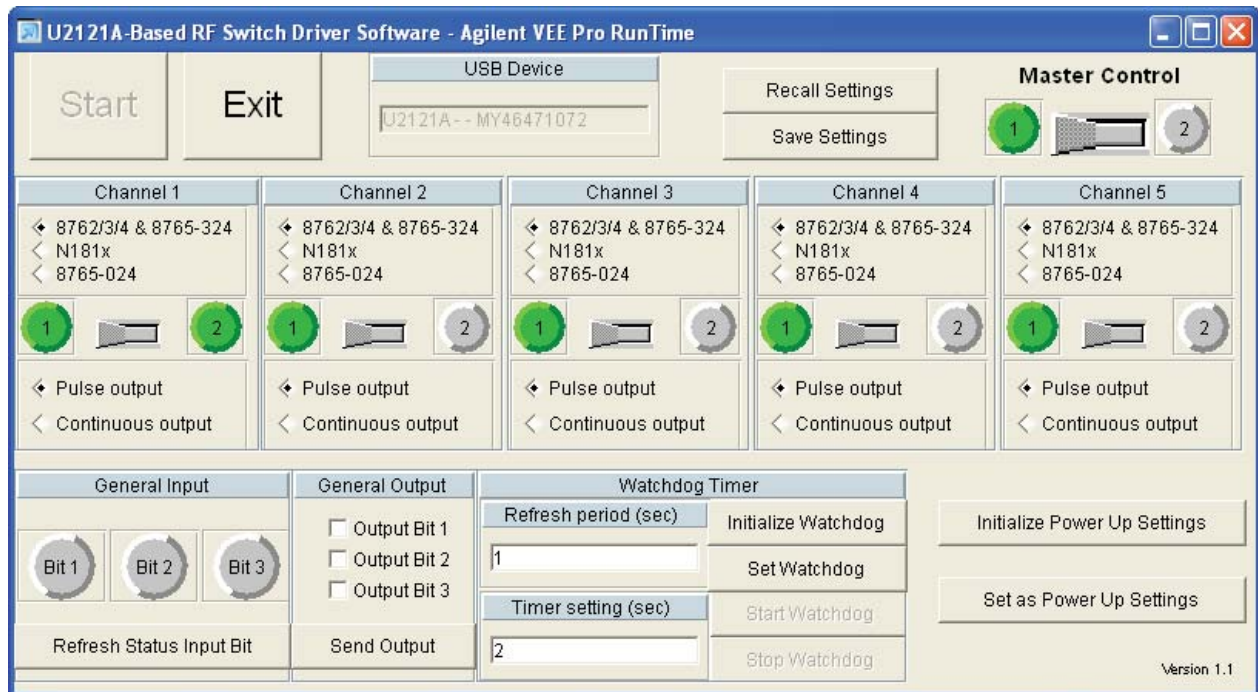 U2121A-Based RF Switch Driver Software - Agilent VEE Pro RunTime
Start
Exit
USB Device
U2121A--MY46471072
Recall Settings
Save Settings
Master Control
1
2
Channel 1
8762/3/4 & 8765-324
N181x
8765-024
1
2
Pulse output
Continuous output
Channel 2
8762/3/4 & 8765-324
N181x
8765-024
1
2
Pulse output
Continuous output
Channel 3
8762/3/4 & 8765-324
N181x
8765-024
1
2
Pulse output
Continuous output
Channel 4
8762/3/4 & 8765-324
N181x
8765-024
1
2
Pulse output
Continuous output
Channel 5
8762/3/4 & 8765-324
N181x
8765-024
1
2
Pulse output
Continuous output
General Input
Bit 1
Bit 2
Bit 3
Refresh Status Input Bit
General Output
Output Bit 1
Output Bit 2
Output Bit 3
Send Output
Watchdog Timer
Refresh period (sec)
1
Timer setting (sec)
2
Initialize Watchdog
Set Watchdog
Start Watchdog
Stop Watchdog
Initialize Power Up Settings
Set as Power Up Settings
Version 1.1